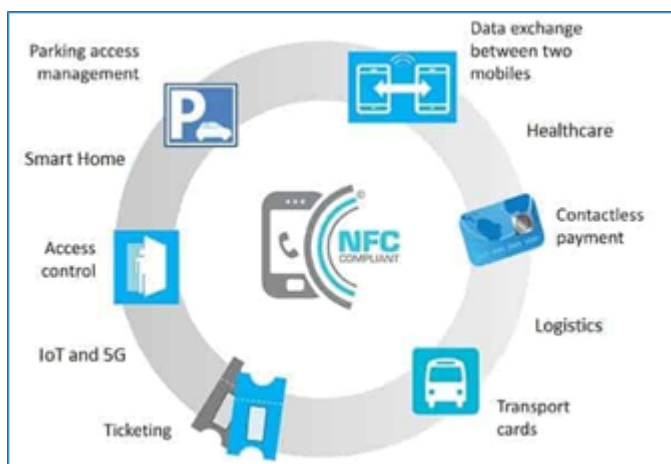 Parking access
management
Data exchange
between two
mobiles
P
Smart Home
Healthcare
©
NFC
COMPLIANT
Contactless
payment
Access
control
Logistics
IoT and 5G
Transport
cards
Ticketing